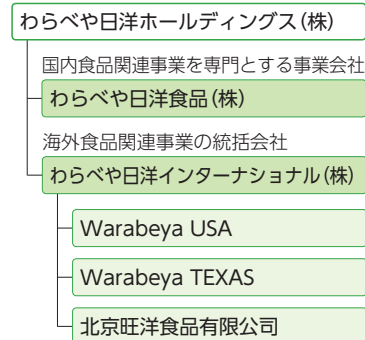 わらべや日洋ホールディングス(株)
国内食品関連事業を専門とする事業会社
わらべや日洋食品(株)
海外食品関連事業の統括会社
わらべや日洋インターナショナル(株)
Warabeya USA
Warabeya TEXAS
北京旺洋食品有限公司